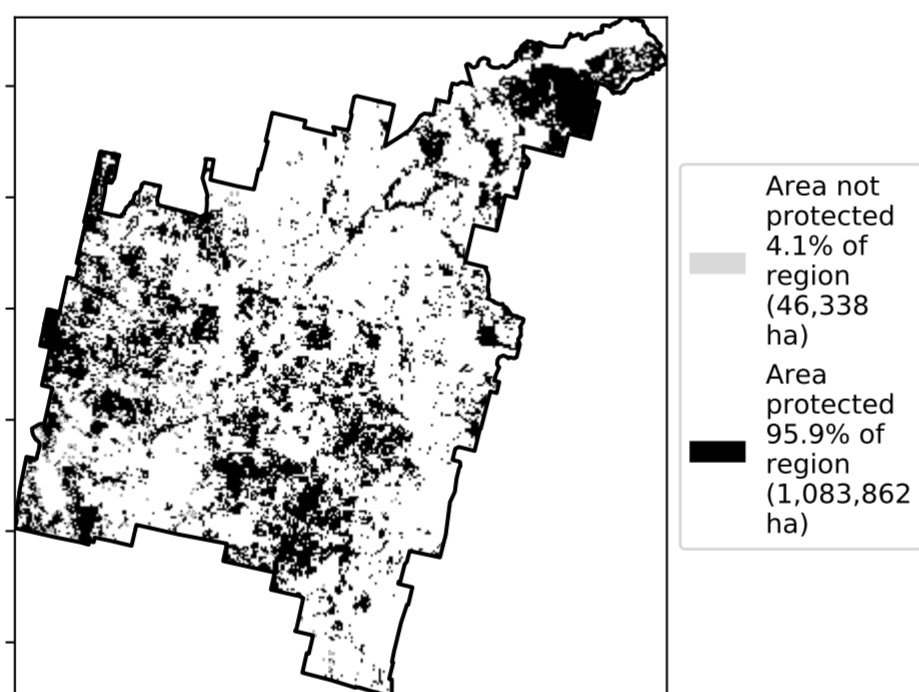 Area not
protected
4.1% of
region
(46,338
ha)
Area
protected
95.9% of
region
(1,083,862
ha)